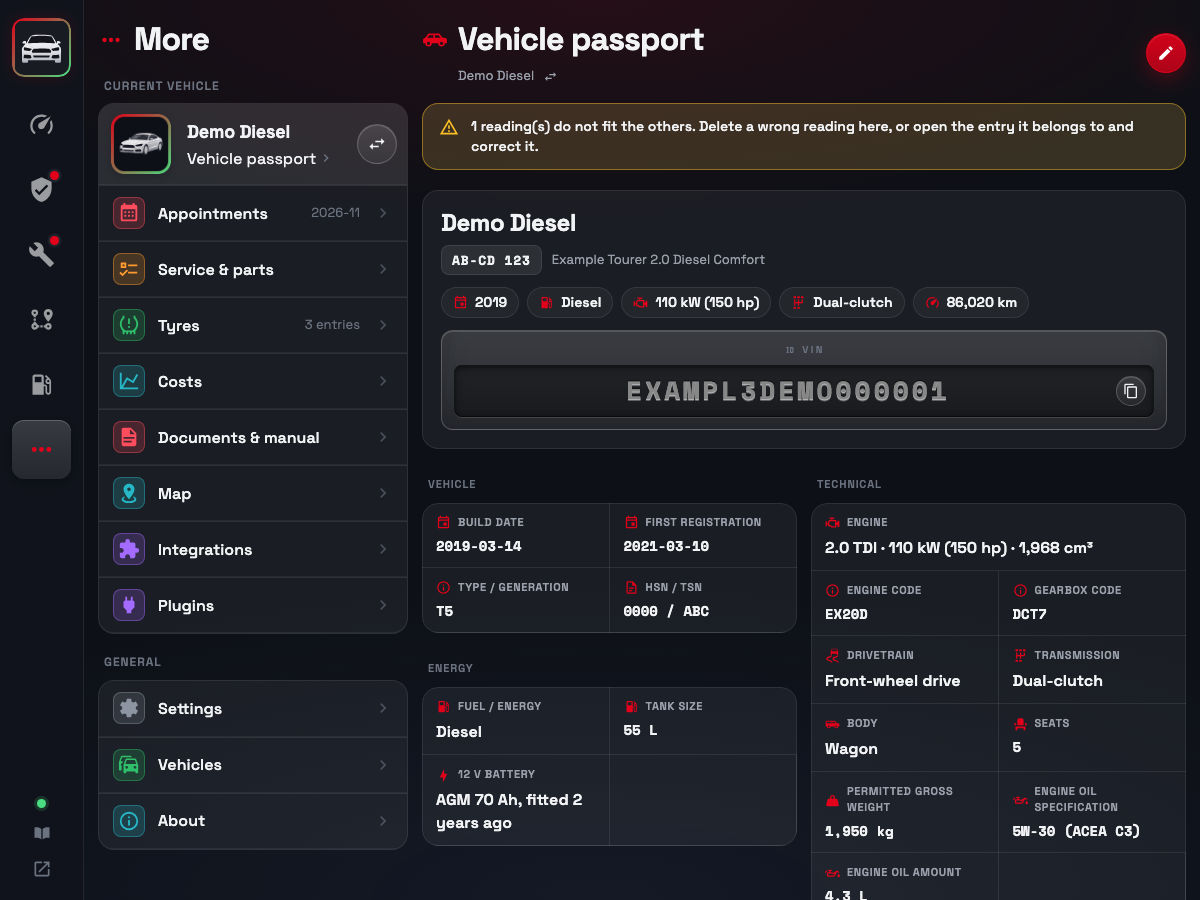 More
CURRENT VEHICLE
Demo Diesel
Vehicle passport
Appointments 2026-11
Service & parts
Tyres 3 entries
Costs
Documents & manual
Map
Integrations
Plugins
GENERAL
Settings
Vehicles
About
Vehicle passport
Demo Diesel
1 reading(s) do not fit the others. Delete a wrong reading here, or open the entry it belongs to and
correct it.
Demo Diesel
AB-CD 123 Example Tourer 2.0 Diesel Comfort
2019 Diesel 110 kW (150 hp) Dual-clutch 86,020 km
VIN
EXAMPL3DEMO000001
VEHICLE
BUILD DATE FIRST REGISTRATION
2019-03-14 2021-03-10
TYPE / GENERATION HSN / TSN
T5 0000 / ABC
ENERGY
FUEL / ENERGY TANK SIZE
Diesel 55 L
12 V BATTERY
AGM 70 Ah, fitted 2
years ago
TECHNICAL
ENGINE
2.0 TDI · 110 kW (150 hp) · 1,968 cm³
ENGINE CODE GEARBOX CODE
EX20D DCT7
DRIVETRAIN TRANSMISSION
Front-wheel drive Dual-clutch
BODY SEATS
Wagon 5
PERMITTED GROSS
WEIGHT
1,950 kg
ENGINE OIL
SPECIFICATION
5W-30 (ACEA C3)
ENGINE OIL AMOUNT
4.3 L